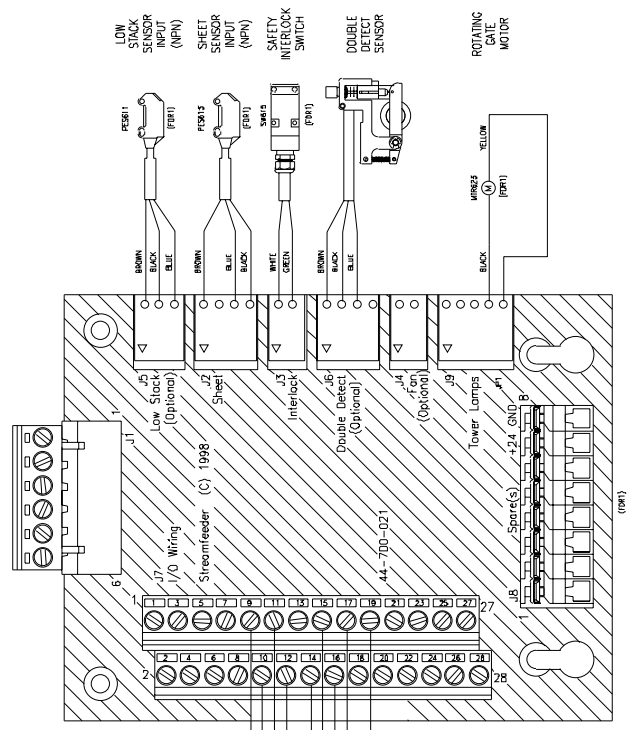 LOW
STACK
SENSOR
INPUT
(NPN)
SHEET
SENSOR
INPUT
(NPN)
SAFETY
INTERLOCK
SWITCH
DOUBLE
DETECT
SENSOR
ROTATING
GATE
MOTOR
PES611
(FDR1)
PES615
(FDR1)
SW615
(FDR1)
MTR623
M
(FDR1)
YELLOW
BLACK
BROWN
BLACK
BLUE
BROWN
BLUE
BLACK
WHITE
GREEN
BROWN
BLACK
BLUE
J5
Low Stack
(Optional)
J2
Sheet
J3
Interlock
J6
Double Detect
(Optional)
J4
Fan
(Optional)
J9
Tower Lamps
JP1
1
J1
6
J7
I/O Wiring
Streamfeeder (C) 1998
44-700-021
+24 GND
Spare(s)
8
J8
1
(FDR1)
1
1 3 5 7 9 11 13 15 17 19 21 23 25 27
27
2
2 4 6 8 10 12 14 16 18 20 22 24 26 28
28